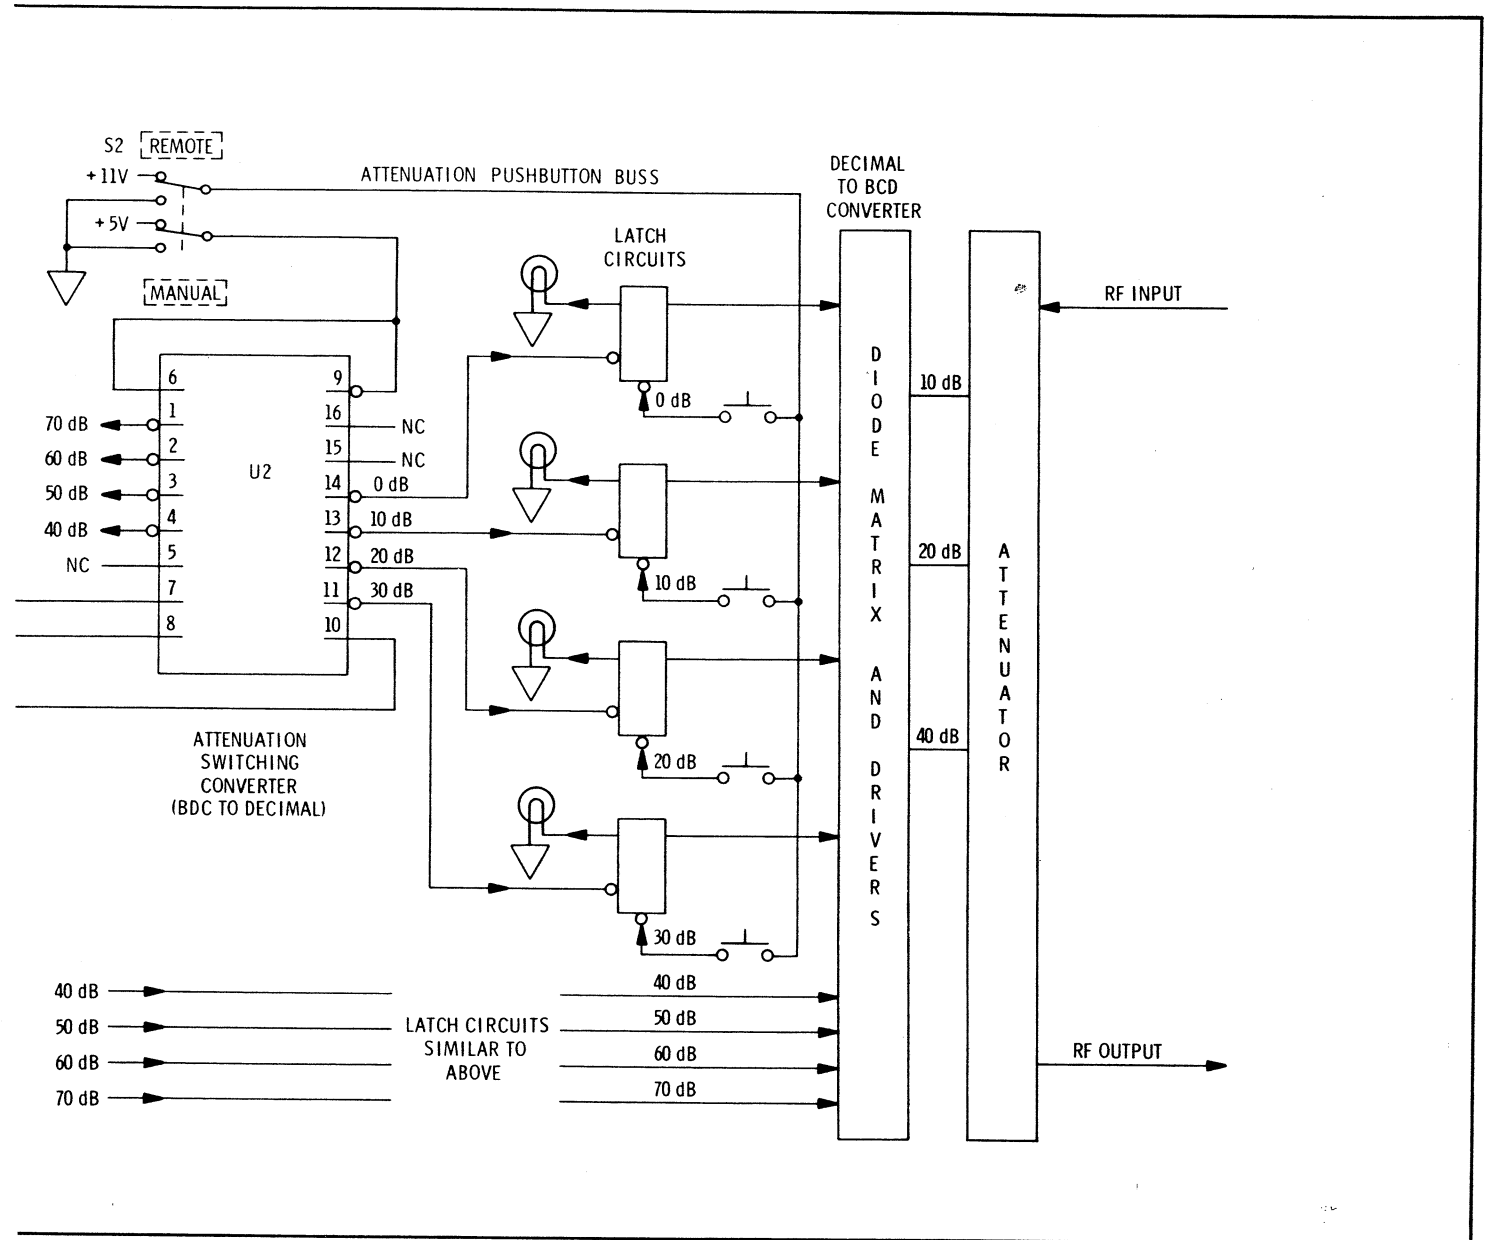 S2 REMOTE
+11V
+5V
MANUAL
ATTENUATION PUSHBUTTON BUSS
LATCH
CIRCUITS
DECIMAL
TO BCD
CONVERTER
RF INPUT
6
9
1
16
NC
70 dB
2
15
NC
60 dB
U2
3
14
0 dB
50 dB
4
13
10 dB
40 dB
5
12
20 dB
NC
7
11
30 dB
8
10
ATTENUATION
SWITCHING
CONVERTER
(BDC TO DECIMAL)
0 dB
10 dB
20 dB
30 dB
DIODE MATRIX AND DRIVERS
10 dB
20 dB
40 dB
ATTENUATOR
40 dB
50 dB
60 dB
70 dB
LATCH CIRCUITS
SIMILAR TO
ABOVE
40 dB
50 dB
60 dB
70 dB
RF OUTPUT